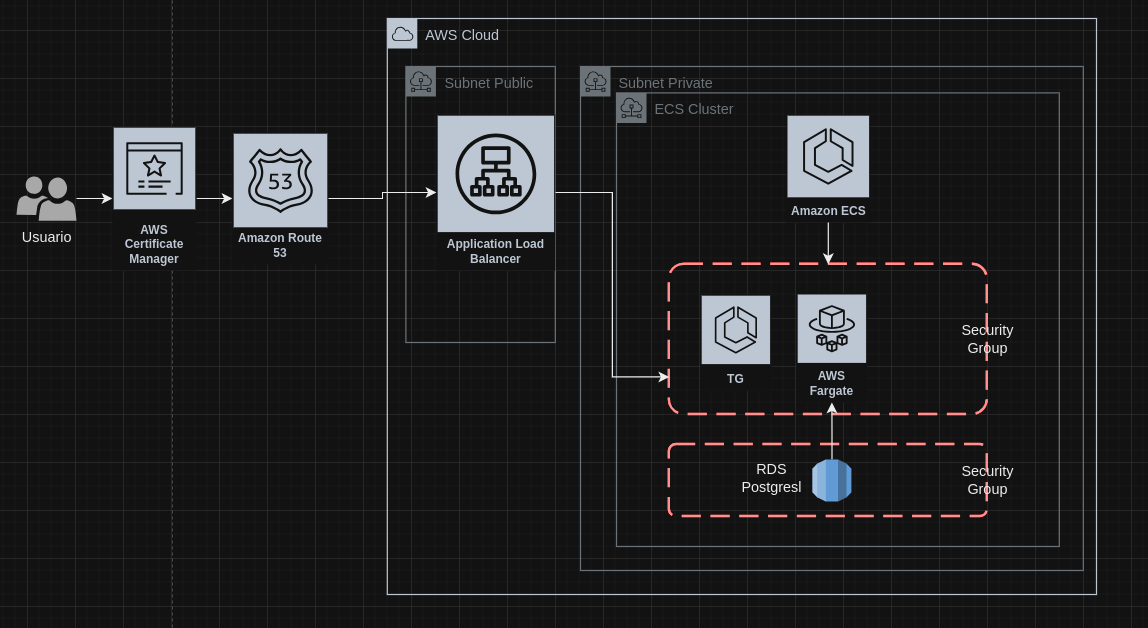 AWS Cloud
Subnet Public
Subnet Private
ECS Cluster
Usuario
AWS
Certificate
Manager
53
Amazon Route
53
Application Load
Balancer
Amazon ECS
TG
AWS
Fargate
Security
Group
RDS
Postgresl
Security
Group